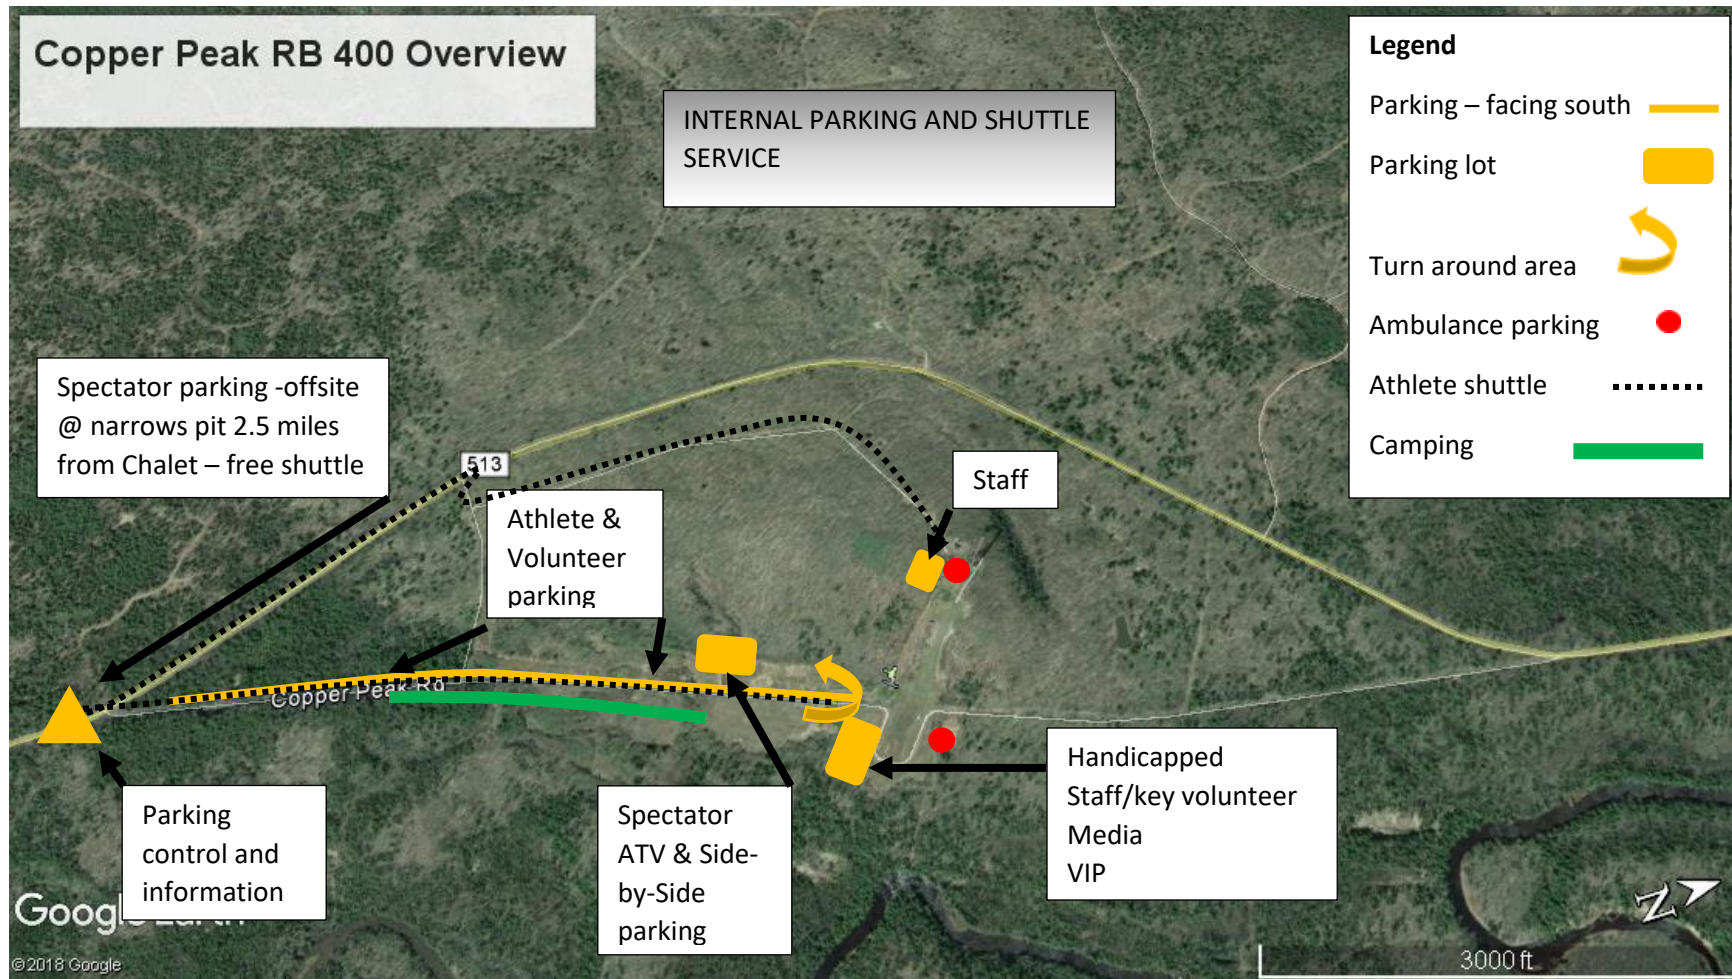 Copper Peak RB 400 Overview
INTERNAL PARKING AND SHUTTLE
SERVICE
Legend
Parking – facing south
Parking lot
Turn around area
Ambulance parking
Athlete shuttle
Camping
Spectator parking -offsite
@ narrows pit 2.5 miles
from Chalet – free shuttle
513
Athlete &
Volunteer
parking
Staff
Copper Peak Rd
Parking
control and
information
Spectator
ATV & Side-
by-Side
parking
Handicapped
Staff/key volunteer
Media
VIP
Google Earth
©2018 Google
3000 ft
N